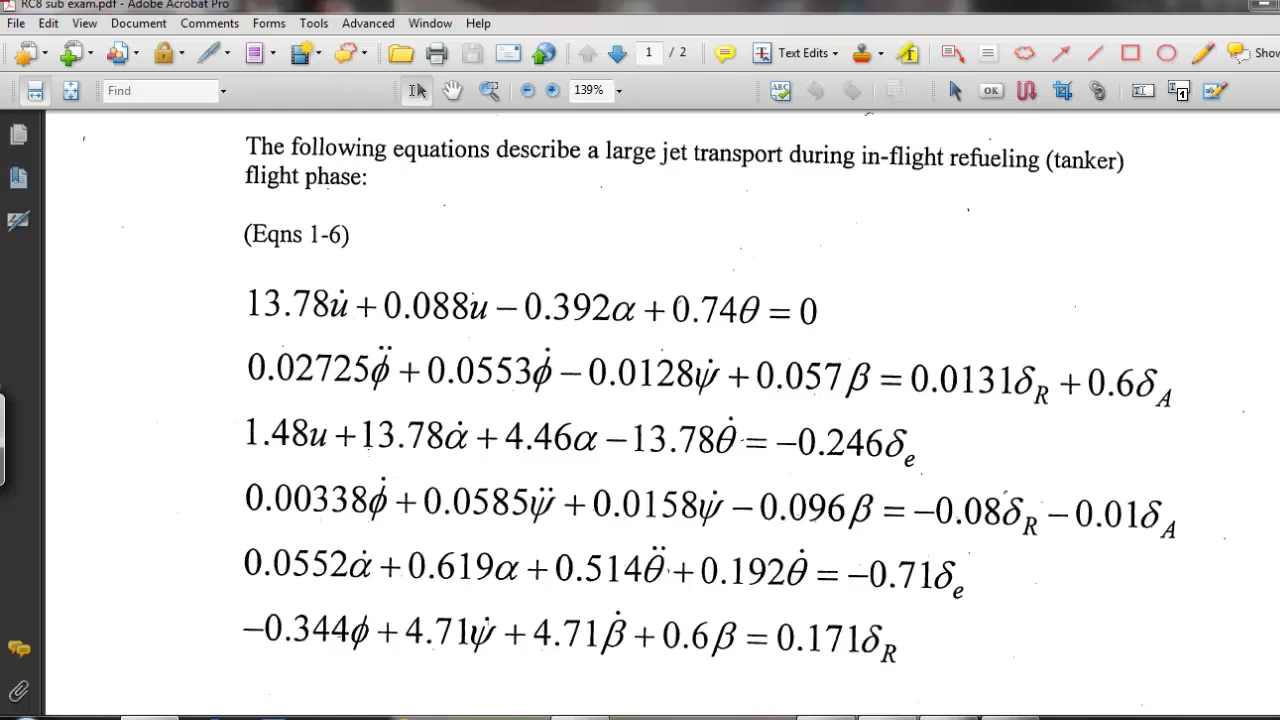 RC8 sub exam.pdf - Adobe Acrobat Pro
File Edit View Document Comments Forms Tools Advanced Window Help
1 / 2 Text Edits Show
Find 139% ABC OK T 1
The following equations describe a large jet transport during in-flight refueling (tanker)
flight phase:
(Eqns 1-6)
13.78u̇ + 0.088u − 0.392α + 0.74θ = 0
0.02725ϕ̈ + 0.0553ϕ̇ − 0.0128ψ̇ + 0.057β = 0.0131δ_R + 0.6δ_A
1.48u + 13.78α̇ + 4.46α − 13.78θ̇ = −0.246δ_e
0.00338ϕ̇ + 0.0585ψ̈ + 0.0158ψ̇ − 0.096β = −0.08δ_R − 0.01δ_A
0.0552α̇ + 0.619α + 0.514θ̈ + 0.192θ̇ = −0.71δ_e
−0.344ϕ + 4.71ψ̇ + 4.71β̇ + 0.6β = 0.171δ_R